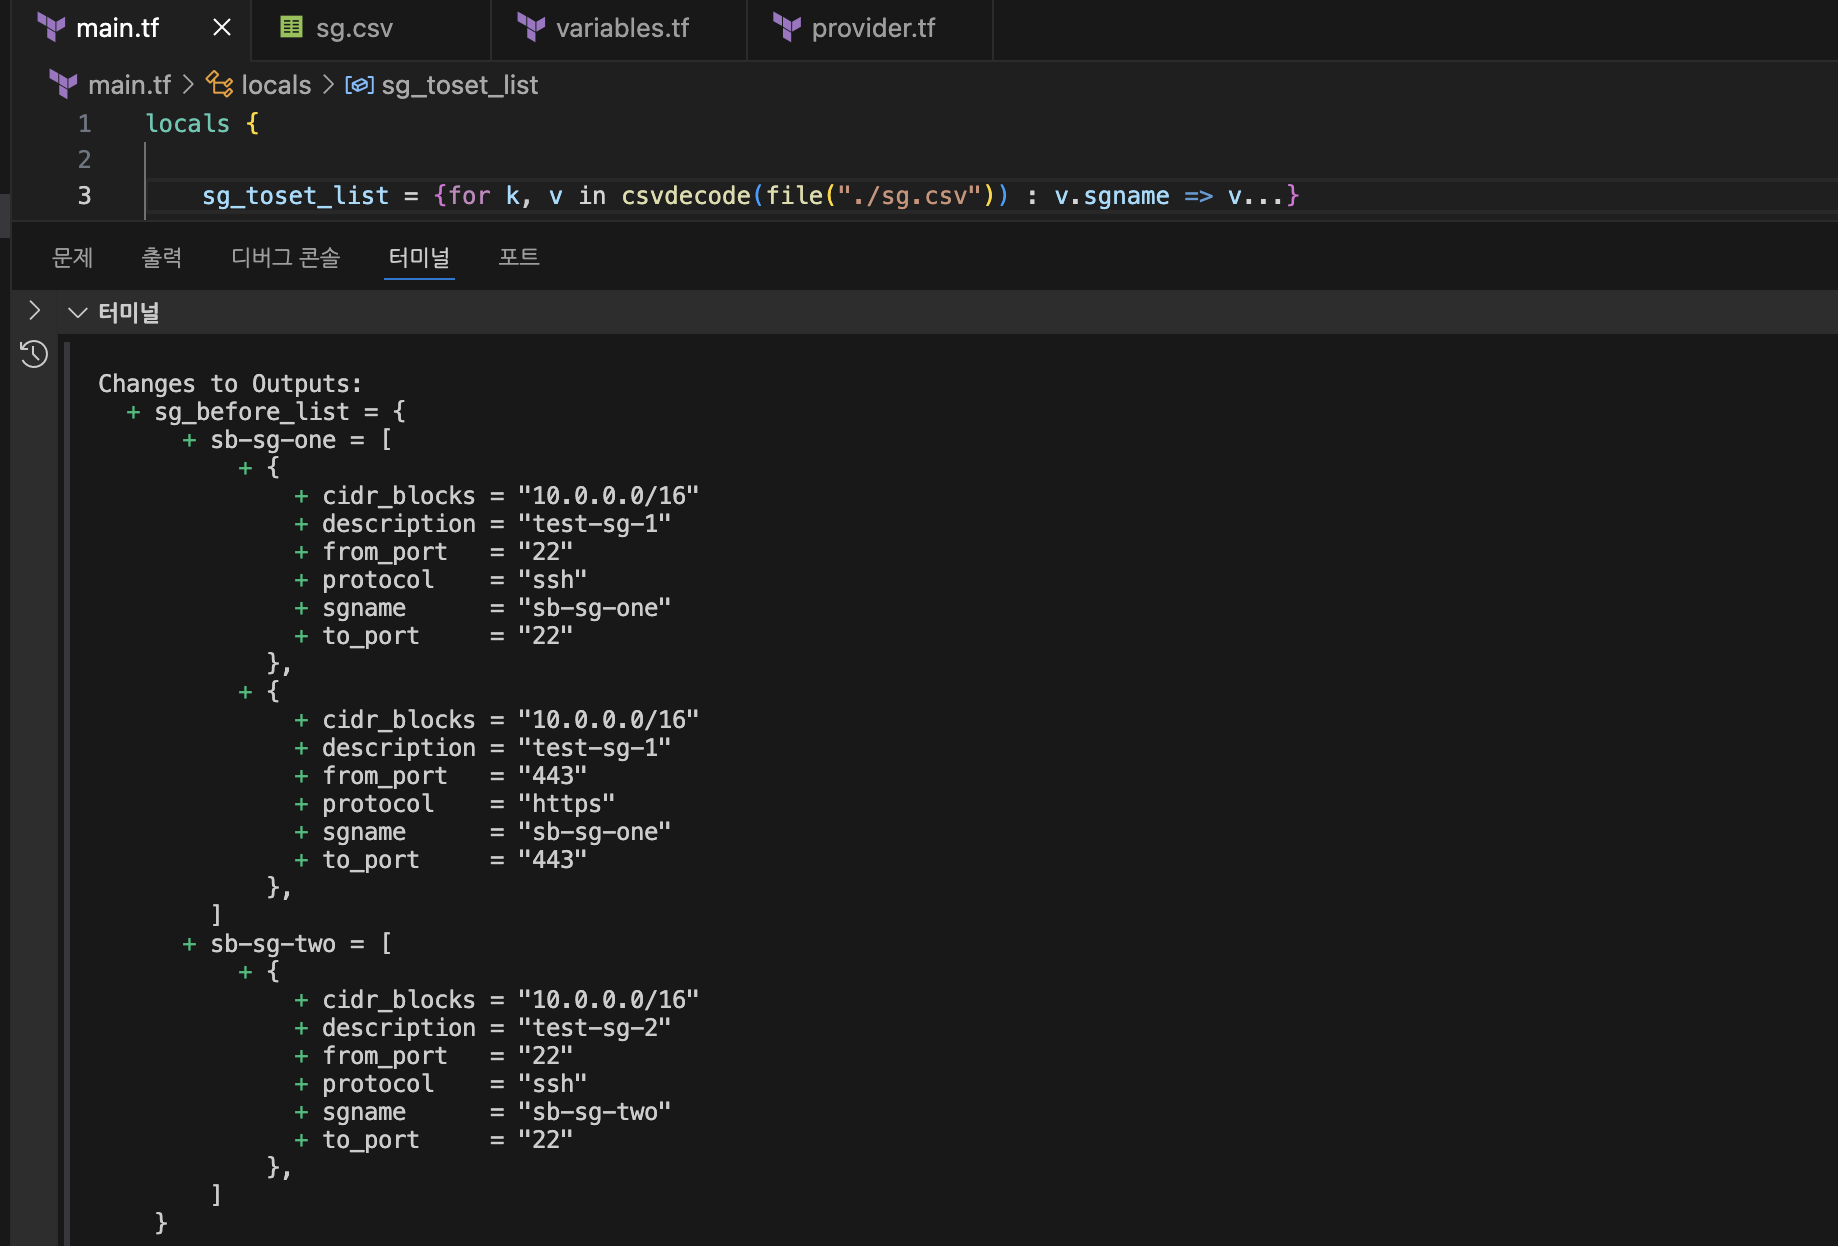 main.tf sg.csv variables.tf provider.tf
main.tf > locals > sg_toset_list
1 locals {
2
3 sg_toset_list = {for k, v in csvdecode(file("./sg.csv")) : v.sgname => v...}
문제 출력 디버그 콘솔 터미널 포트
터미널
Changes to Outputs:
+ sg_before_list = {
+ sb-sg-one = [
+ {
+ cidr_blocks = "10.0.0.0/16"
+ description = "test-sg-1"
+ from_port = "22"
+ protocol = "ssh"
+ sgname = "sb-sg-one"
+ to_port = "22"
},
+ {
+ cidr_blocks = "10.0.0.0/16"
+ description = "test-sg-1"
+ from_port = "443"
+ protocol = "https"
+ sgname = "sb-sg-one"
+ to_port = "443"
},
]
+ sb-sg-two = [
+ {
+ cidr_blocks = "10.0.0.0/16"
+ description = "test-sg-2"
+ from_port = "22"
+ protocol = "ssh"
+ sgname = "sb-sg-two"
+ to_port = "22"
},
]
}